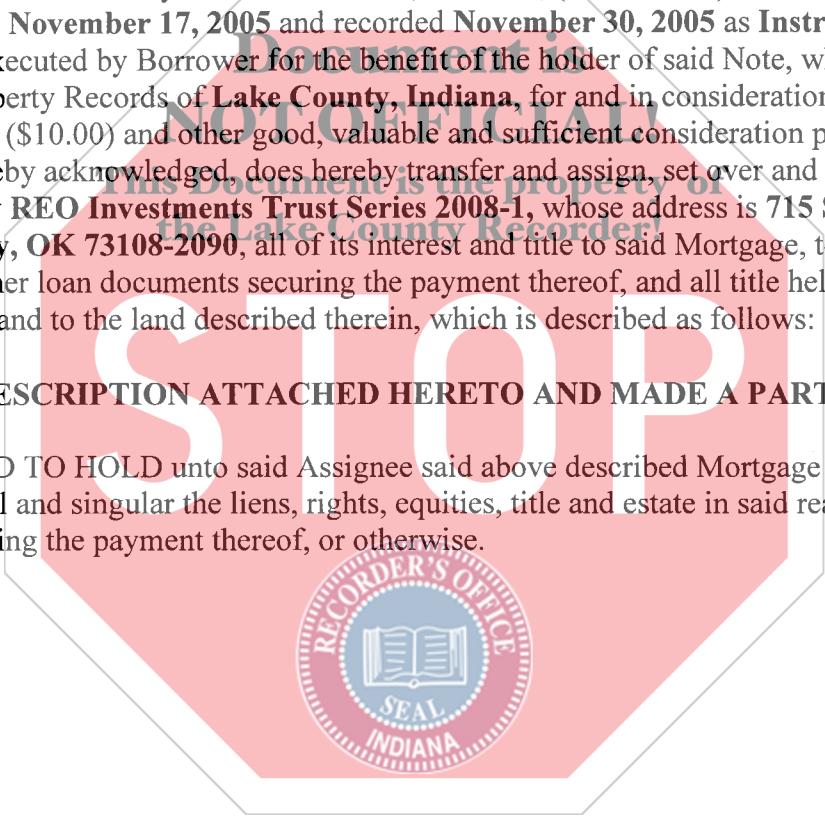 November 17, 2005 and recorded November 30, 2005 as Instr
xecuted by Borrower for the benefit of the holder of said Note, w
perty Records of Lake County, Indiana, for and in consideration
($10.00) and other good, valuable and sufficient consideration p
eby acknowledged, does hereby transfer and assign, set over and
REO Investments Trust Series 2008-1, whose address is 715 S
y, OK 73108-2090, all of its interest and title to said Mortgage, t
er loan documents securing the payment thereof, and all title hel
and to the land described therein, which is described as follows:
ESCRIPTION ATTACHED HERETO AND MADE A PART
D TO HOLD unto said Assignee said above described Mortgage
l and singular the liens, rights, equities, title and estate in said rea
ing the payment thereof, or otherwise.
Document is
NOT OFFICIAL!
This Document is the property of
the Lake County Recorder!
STOP
RECORDER'S OFFICE
SEAL
INDIANA